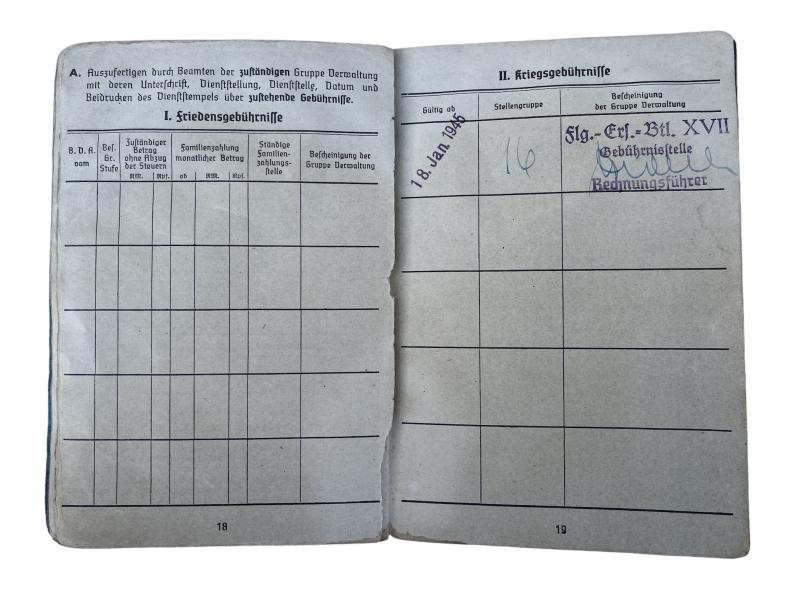 A. Auszufertigen durch Beamten der zuständigen Gruppe Verwaltung
mit deren Unterschrift, Dienststellung, Dienststelle, Datum und
Beidrucken des Dienststempels über zustehende Gebührnisse.
I. Friedensgebührnisse
B. D. A.
vom
Bes.
Gr.
Stufe
Zuständiger
Betrag
ohne Abzug
der Steuern
RM. Rpf.
Familienzahlung
monatlicher Betrag
ab RM. Rpf.
Ständige
Familien-
zahlungs-
stelle
Bescheinigung der
Gruppe Verwaltung
18
II. Kriegsgebührnisse
Gültig ab
Stellengruppe
Bescheinigung
der Gruppe Verwaltung
18. Jan. 1945
16
Flg.-Ers.-Btl. XVII
Gebührnisstelle
Rechnungsführer
19